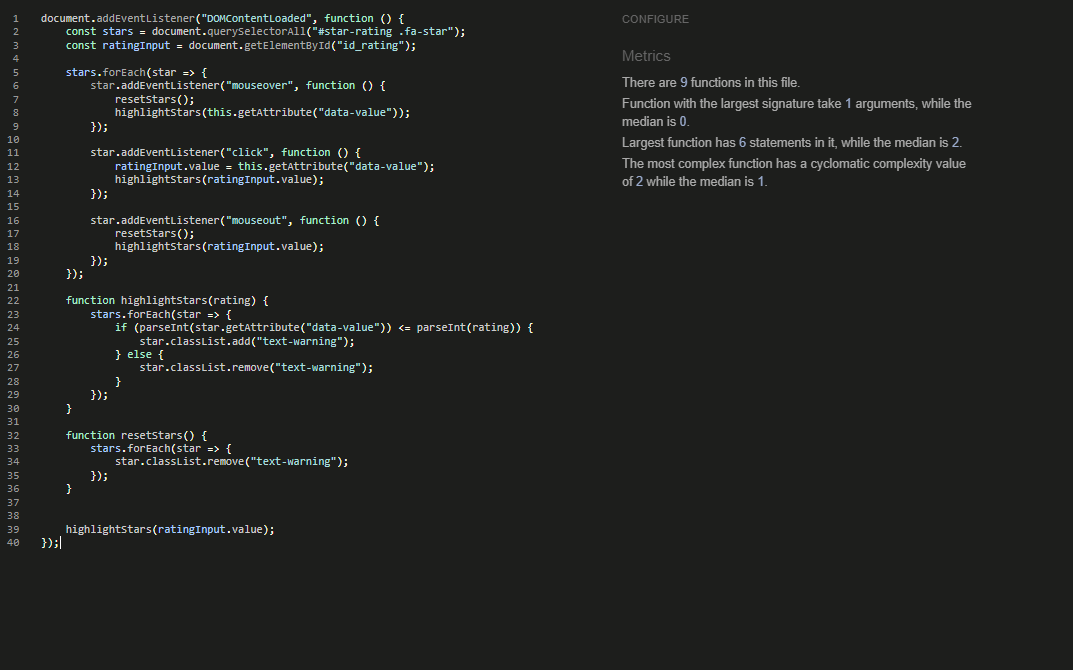 1 document.addEventListener("DOMContentLoaded", function () {
2     const stars = document.querySelectorAll("#star-rating .fa-star");
3     const ratingInput = document.getElementById("id_rating");
4
5     stars.forEach(star => {
6         star.addEventListener("mouseover", function () {
7             resetStars();
8             highlightStars(this.getAttribute("data-value"));
9         });
10
11         star.addEventListener("click", function () {
12             ratingInput.value = this.getAttribute("data-value");
13             highlightStars(ratingInput.value);
14         });
15
16         star.addEventListener("mouseout", function () {
17             resetStars();
18             highlightStars(ratingInput.value);
19         });
20     });
21
22     function highlightStars(rating) {
23         stars.forEach(star => {
24             if (parseInt(star.getAttribute("data-value")) <= parseInt(rating)) {
25                 star.classList.add("text-warning");
26             } else {
27                 star.classList.remove("text-warning");
28             }
29         });
30     }
31
32     function resetStars() {
33         stars.forEach(star => {
34             star.classList.remove("text-warning");
35         });
36     }
37
38
39     highlightStars(ratingInput.value);
40 });
CONFIGURE
Metrics
There are 9 functions in this file.
Function with the largest signature take 1 arguments, while the
median is 0.
Largest function has 6 statements in it, while the median is 2.
The most complex function has a cyclomatic complexity value
of 2 while the median is 1.